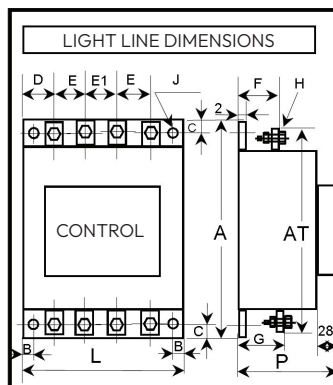 LIGHT LINE DIMENSIONS
D E E1 E J
F H
2
C
CONTROL
A
AT
C
B
B
G
28
L
P